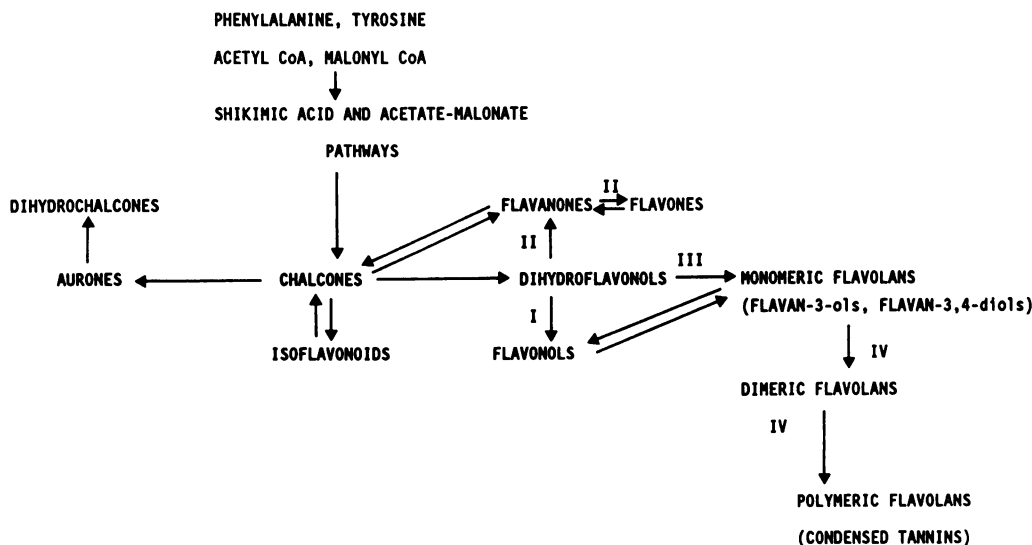 PHENYLALANINE, TYROSINE
ACETYL CoA, MALONYL CoA
SHIKIMIC ACID AND ACETATE-MALONATE
PATHWAYS
DIHYDROCHALCONES
FLAVANONES
II
FLAVONES
II
III
AURONES
CHALCONES
DIHYDROFLAVONOLS
MONOMERIC FLAVOLANS
(FLAVAN-3-ols, FLAVAN-3,4-diols)
I
ISOFLAVONOIDS
FLAVONOLS
IV
DIMERIC FLAVOLANS
IV
POLYMERIC FLAVOLANS
(CONDENSED TANNINS)